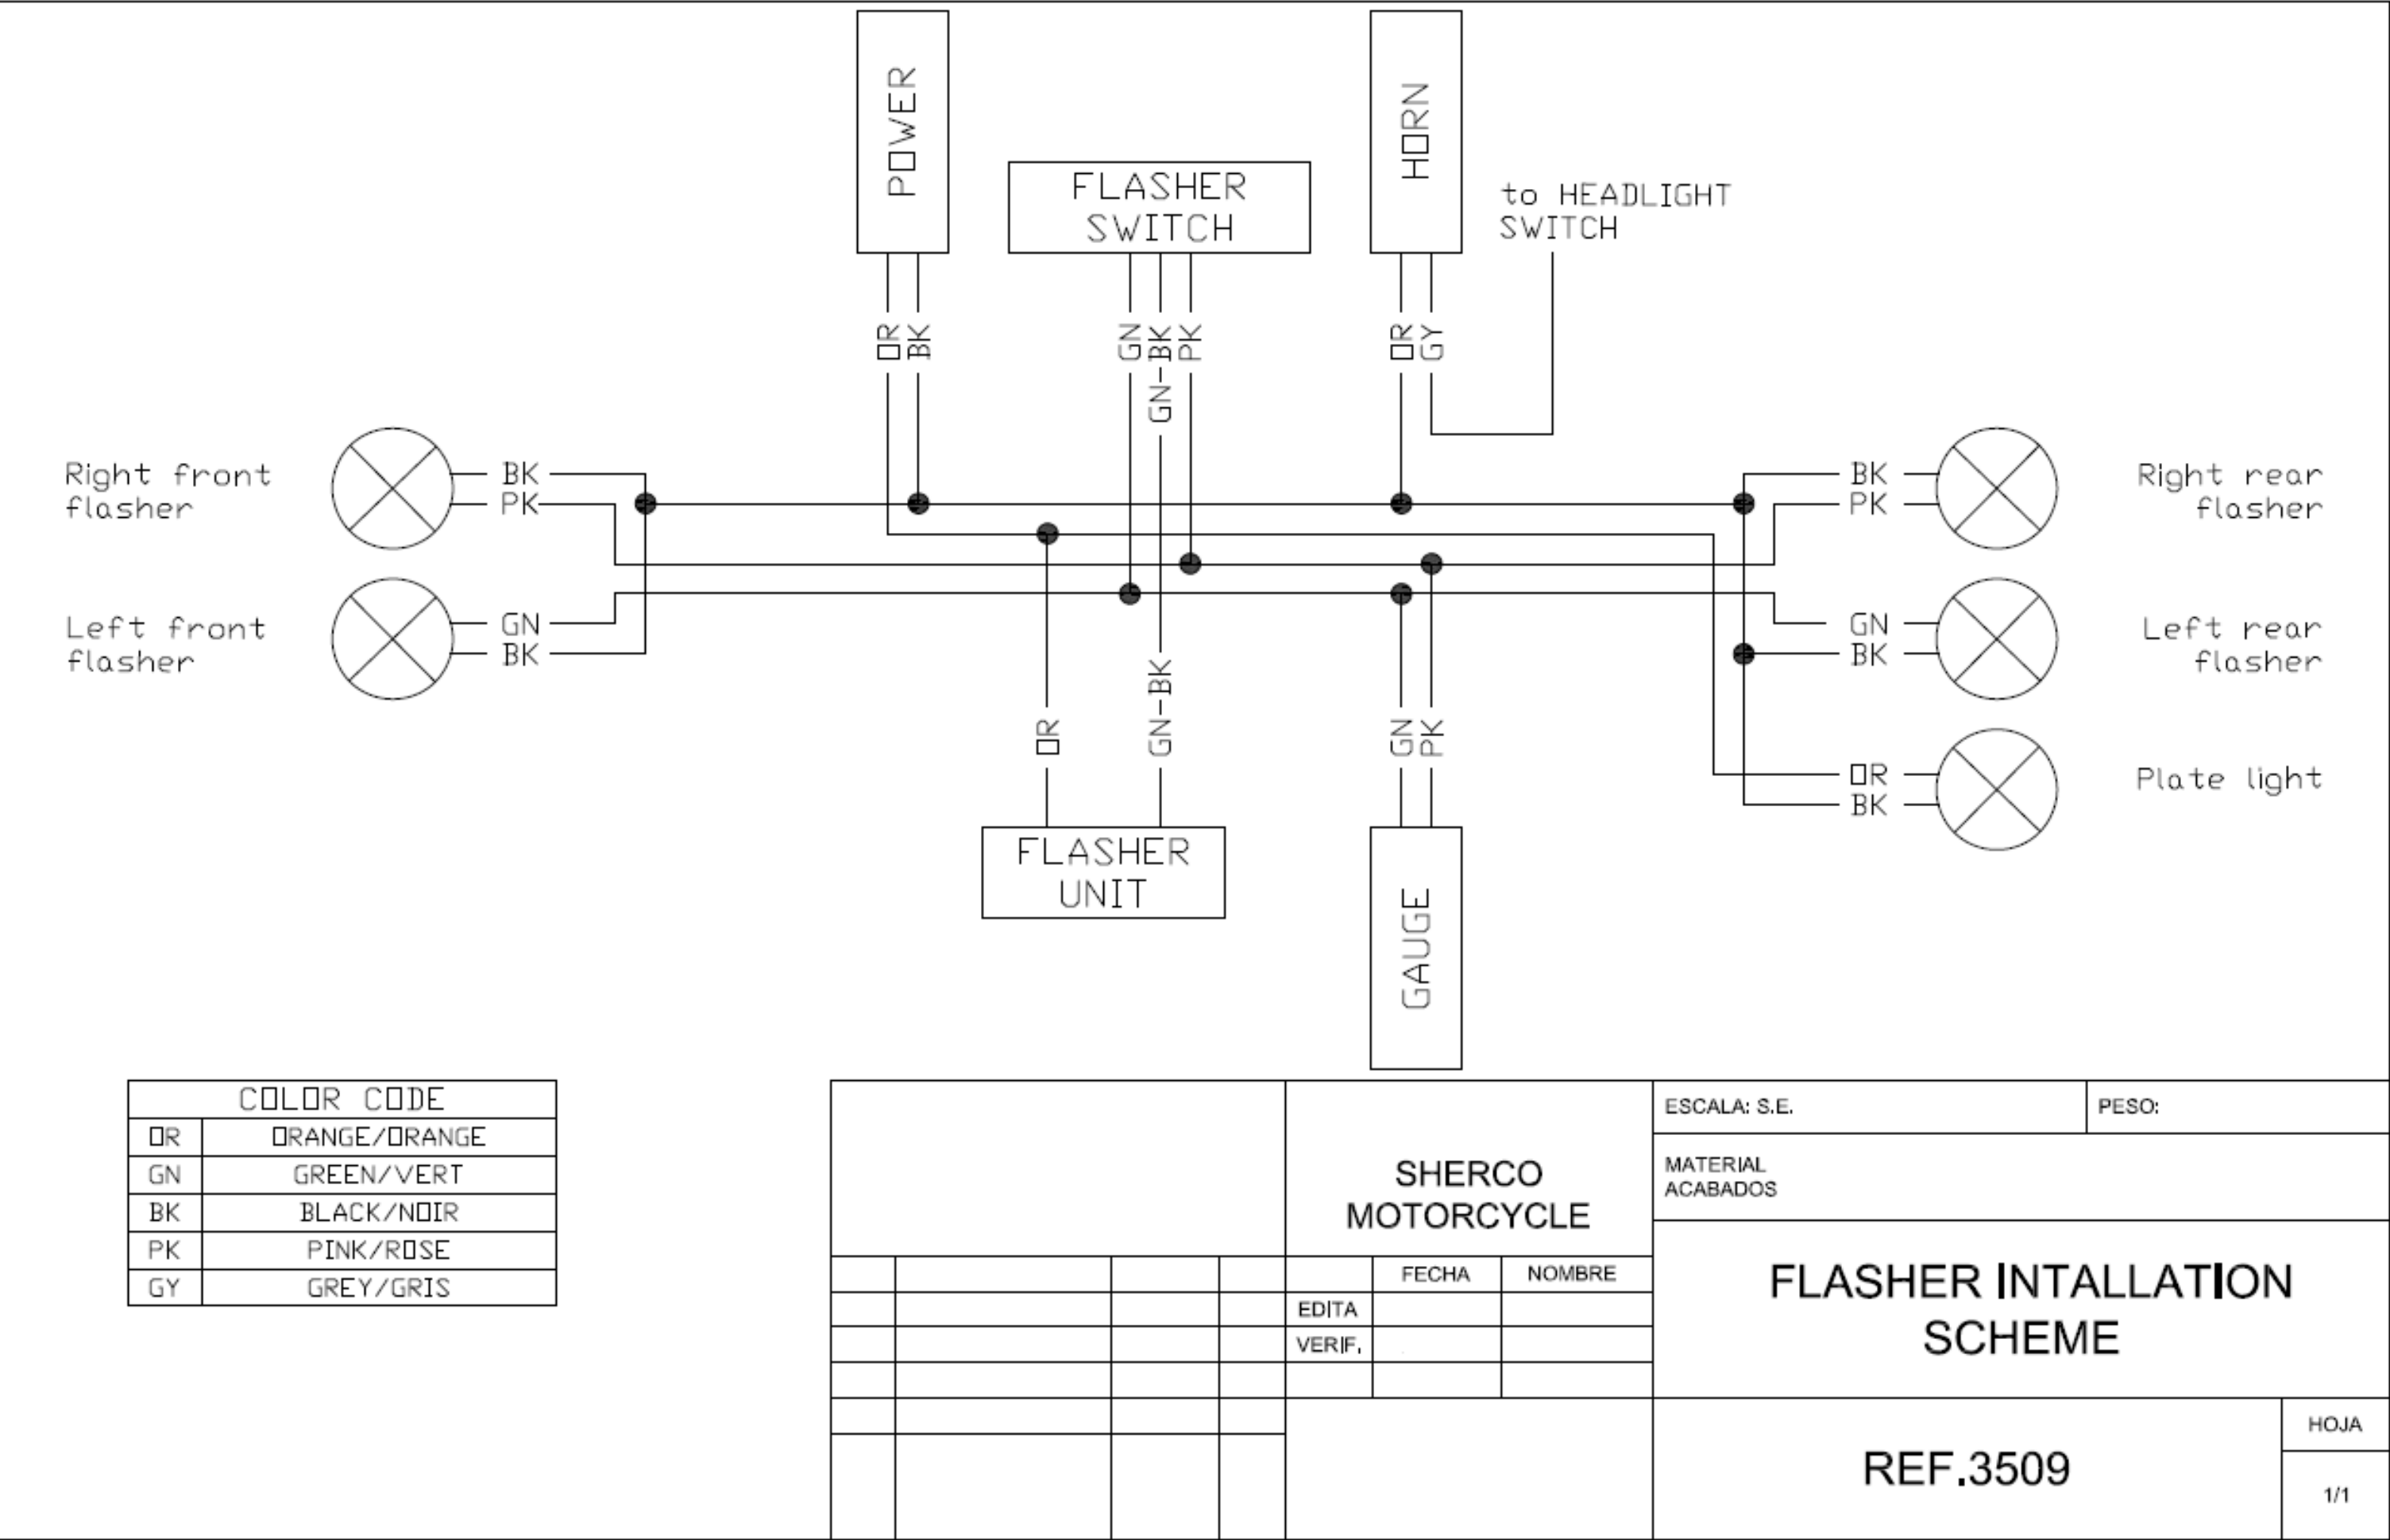 POWER
HORN
FLASHER
SWITCH
to HEADLIGHT
SWITCH
OR
BK
GN
GN-BK
PK
OR
GY
Right front
flasher
BK
PK
BK
PK
Right rear
flasher
Left front
flasher
GN
BK
GN
BK
Left rear
flasher
OR
GN-BK
GN
PK
OR
BK
Plate light
FLASHER
UNIT
GAUGE
COLOR CODE
OR ORANGE/ORANGE
GN GREEN/VERT
BK BLACK/NOIR
PK PINK/ROSE
GY GREY/GRIS
SHERCO
MOTORCYCLE
FECHA NOMBRE
EDITA
VERIF.
ESCALA: S.E. PESO:
MATERIAL
ACABADOS
FLASHER INTALLATION
SCHEME
REF.3509
HOJA
1/1